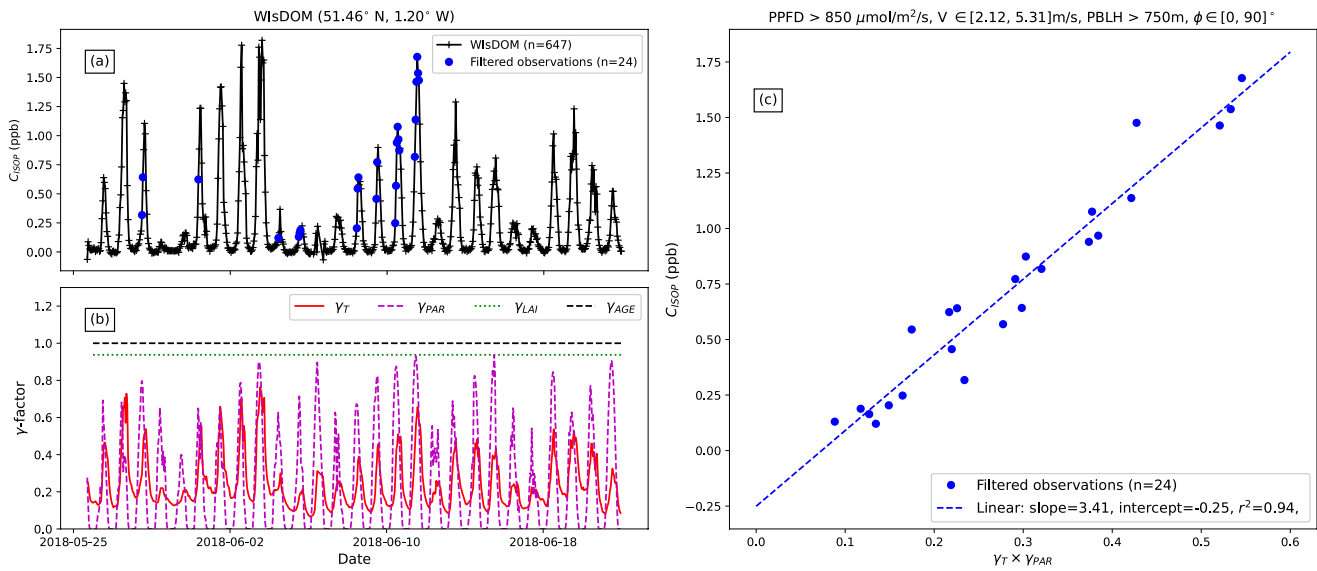 WIsDOM (51.46° N, 1.20° W)
(a)
WIsDOM (n=647)
Filtered observations (n=24)
C_ISOP (ppb)
1.75
1.50
1.25
1.00
0.75
0.50
0.25
0.00
(b)
γ_T γ_PAR γ_LAI γ_AGE
γ-factor
1.2
1.0
0.8
0.6
0.4
0.2
0.0
2018-05-25 2018-06-02 2018-06-10 2018-06-18
Date
PPFD > 850 μmol/m²/s, V ∈[2.12, 5.31]m/s, PBLH > 750m, ϕ∈[0, 90]°
(c)
C_ISOP (ppb)
1.75
1.50
1.25
1.00
0.75
0.50
0.25
0.00
−0.25
Filtered observations (n=24)
Linear: slope=3.41, intercept=-0.25, r²=0.94,
0.0 0.1 0.2 0.3 0.4 0.5 0.6
γ_T × γ_PAR